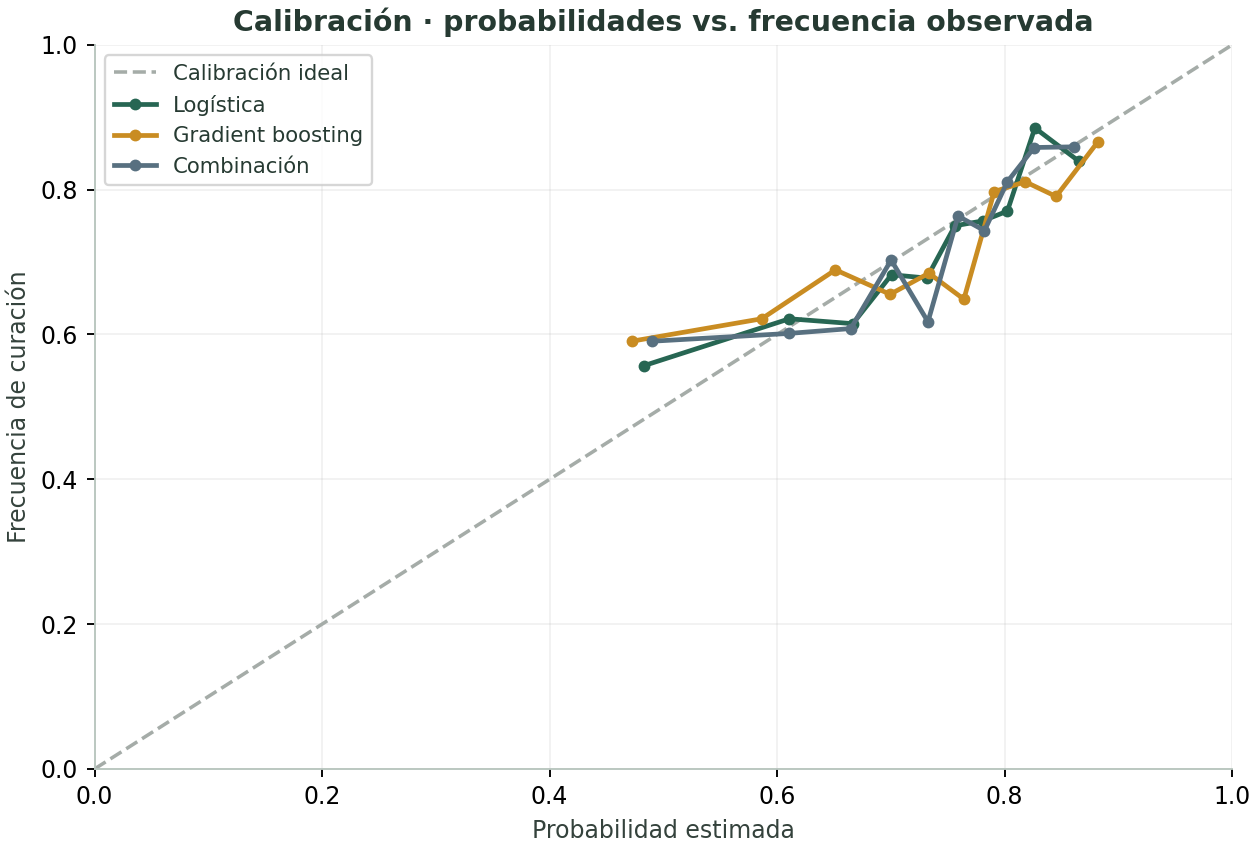 Calibración · probabilidades vs. frecuencia observada
Calibración ideal
Logística
Gradient boosting
Combinación
Frecuencia de curación
1.0
0.8
0.6
0.4
0.2
0.0
0.0 0.2 0.4 0.6 0.8 1.0
Probabilidad estimada